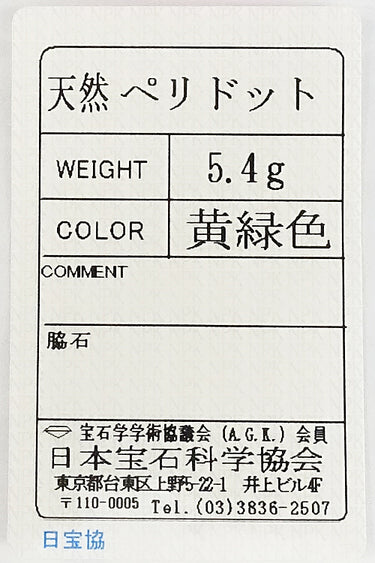 天然 ペリドット
WEIGHT 5.4g
COLOR 黄緑色
COMMENT
脇石
宝石学学術協議会 (A.G.K.) 会員
日本宝石科学協会
東京都台東区上野5-22-1 井上ビル4F
〒110-0005 Tel.(03)3836-2507
日宝協